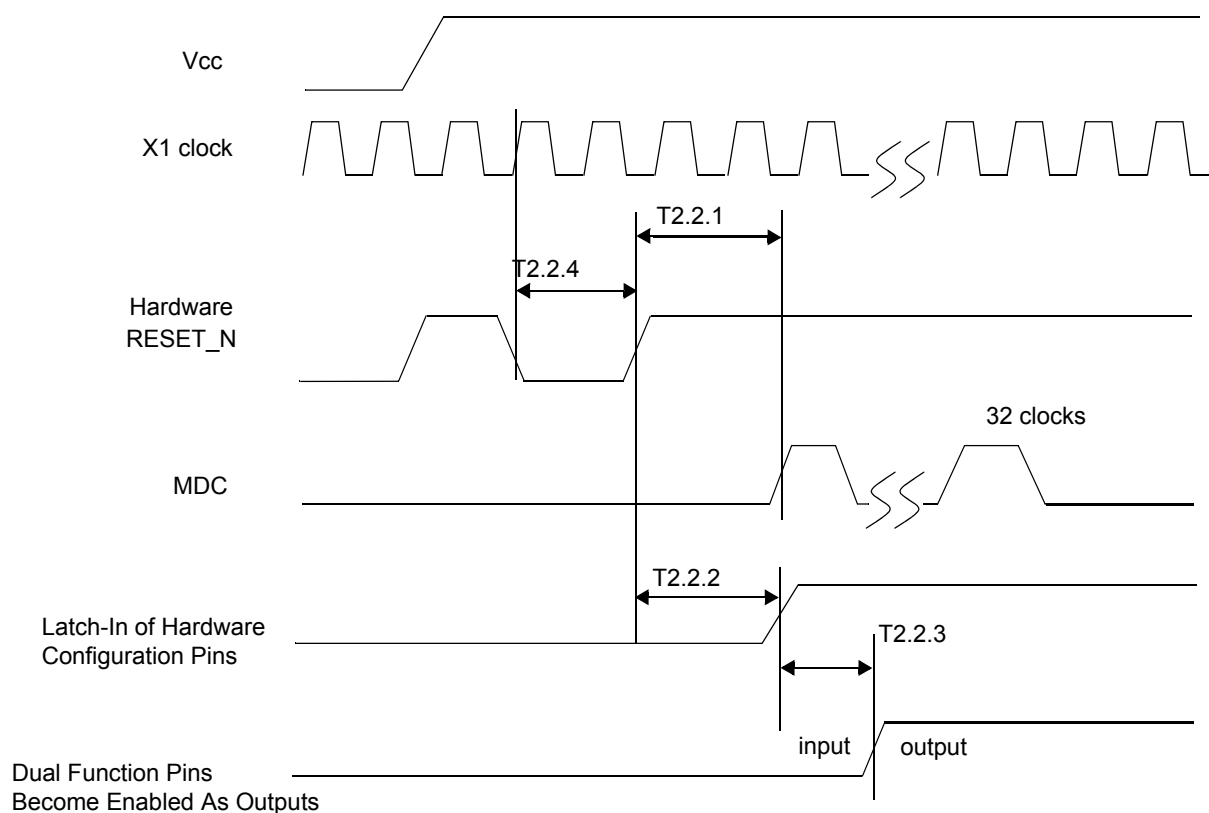 Vcc
X1 clock
T2.2.1
T2.2.4
Hardware
RESET_N
32 clocks
MDC
T2.2.2
Latch-In of Hardware
Configuration Pins
T2.2.3
input
output
Dual Function Pins
Become Enabled As Outputs